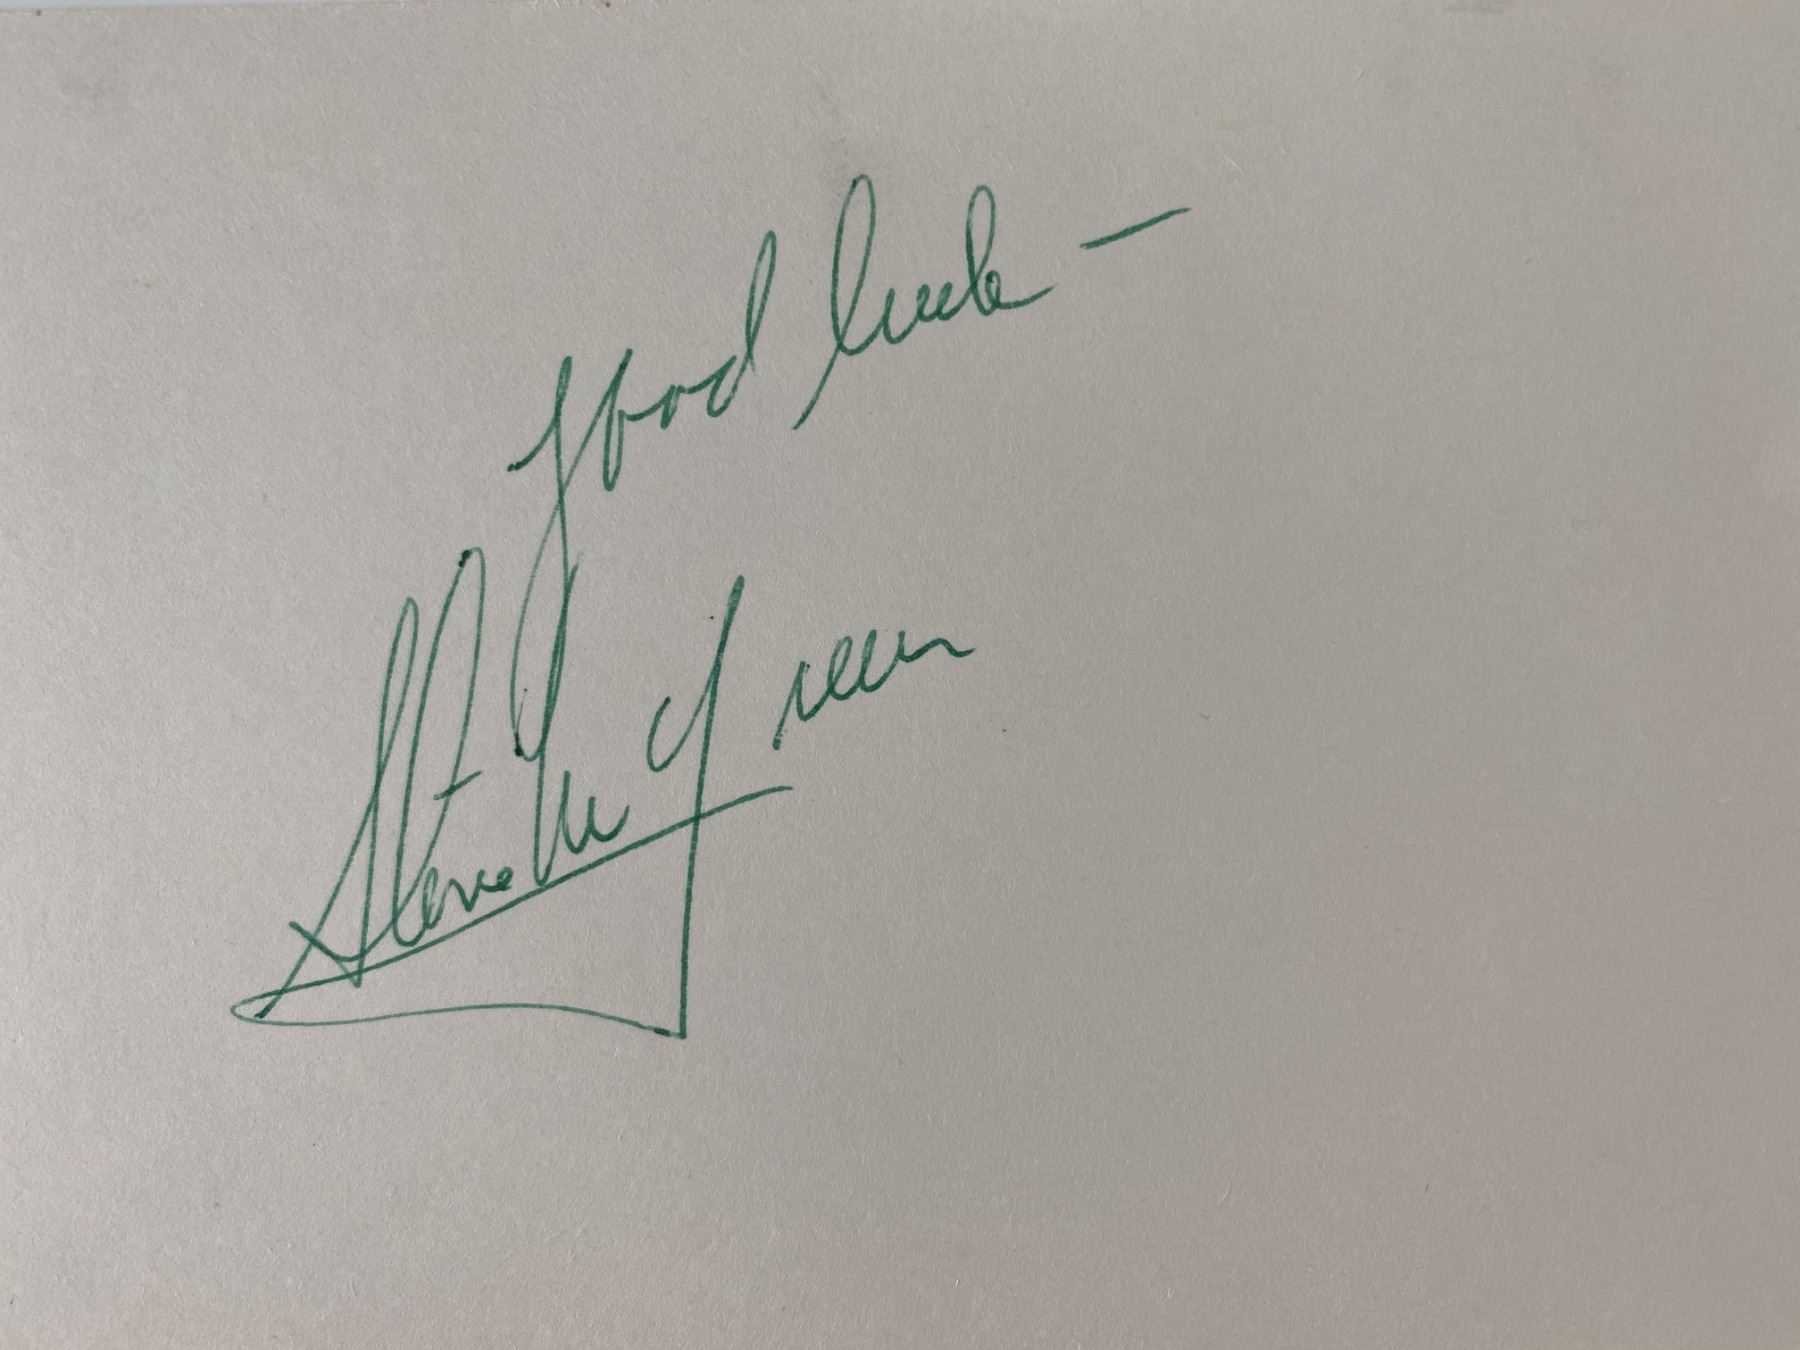 Good luck —
Steve McQueen